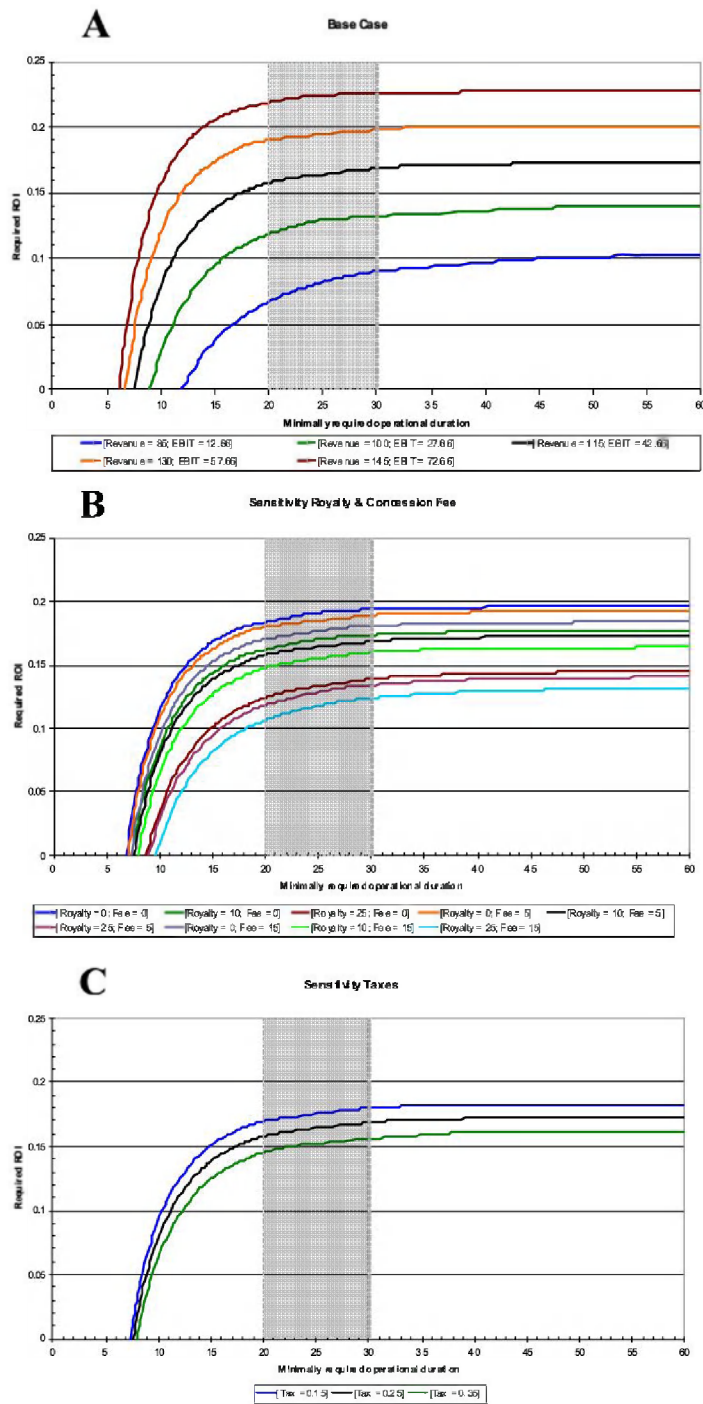 A
Base Case
0.25
0.2
0.15
0.1
0.05
0
Required ROI
0 5 10 15 20 25 30 35 40 45 50 55 60
Minimally required operational duration
[Revenue = 85; EBIT = 12.66] [Revenue = 100; EBIT = 27.66] [Revenue = 115; EBIT = 42.66]
[Revenue = 130; EBIT = 57.66] [Revenue = 145; EBIT = 72.66]
B
Sensitivity Royalty & Concession Fee
0.25
0.2
0.15
0.1
0.05
0
Required ROI
0 5 10 15 20 25 30 35 40 45 50 55 60
Minimally required operational duration
[Royalty = 0; Fee = 0] [Royalty = 10; Fee = 0] [Royalty = 25; Fee = 0] [Royalty = 0; Fee = 5] [Royalty = 10; Fee = 5]
[Royalty = 25; Fee = 5] [Royalty = 0; Fee = 15] [Royalty = 10; Fee = 15] [Royalty = 25; Fee = 15]
C
Sensitivity Taxes
0.25
0.2
0.15
0.1
0.05
0
Required ROI
0 5 10 15 20 25 30 35 40 45 50 55 60
Minimally required operational duration
[Tax = 0.15] [Tax = 0.25] [Tax = 0.35]